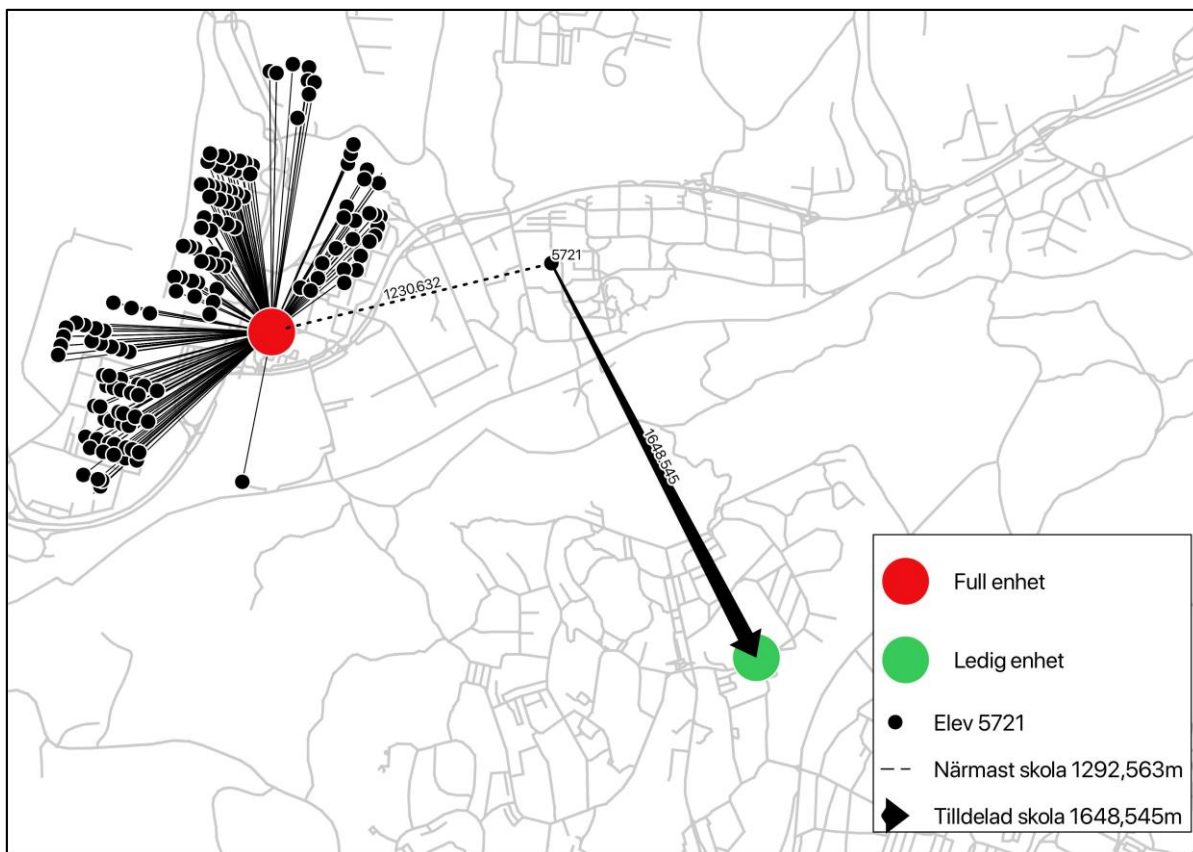 5721
1230.632
1648.545
Full enhet
Ledig enhet
Elev 5721
Närmast skola 1292,563m
Tilldelad skola 1648,545m